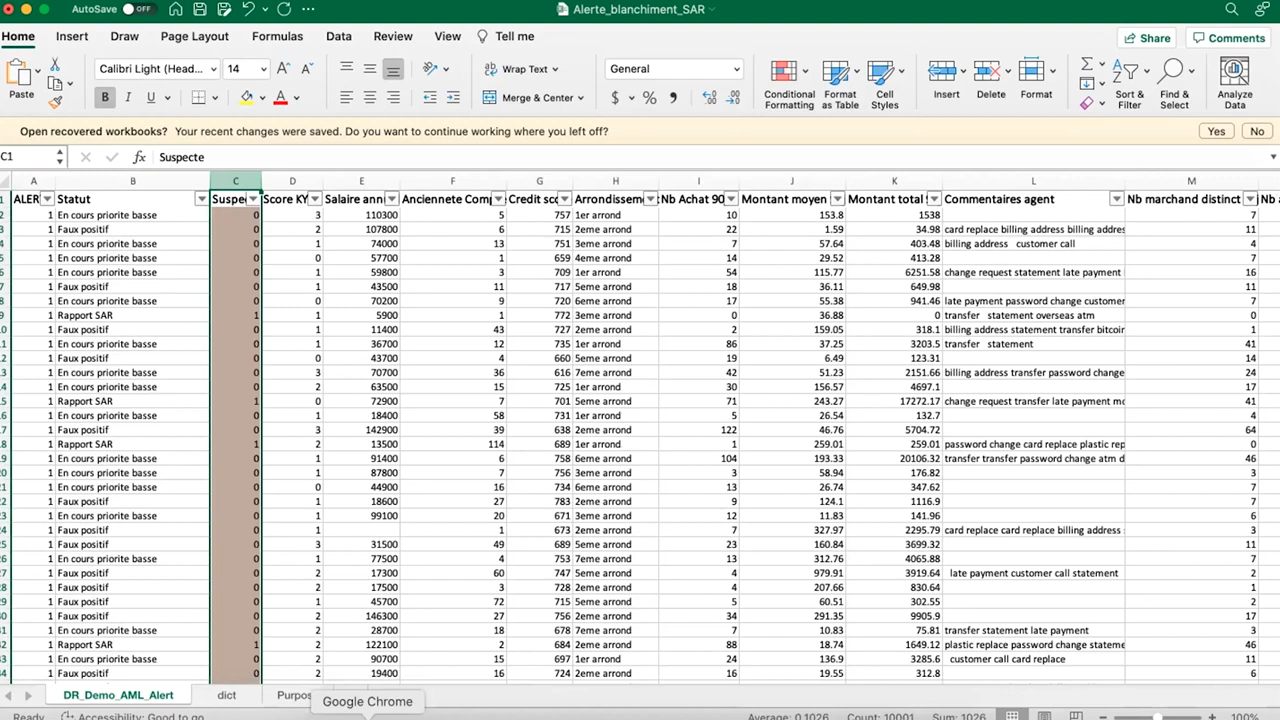 AutoSave OFF Alerte_blanchiment_SAR
Home Insert Draw Page Layout Formulas Data Review View Tell me Share Comments
Paste Calibri Light (Head... 14 Wrap Text General Conditional Formatting Format as Table Cell Styles Insert Delete Format Sort & Filter Find & Select Analyze Data
B I U A Merge & Center $ %
Open recovered workbooks? Your recent changes were saved. Do you want to continue working where you left off? Yes No
C1 fx Suspecte
A B C D E F G H I J K L M
ALER Statut Suspe Score KY Salaire ann Anciennete Comp Credit sco Arrondisseme Nb Achat 90 Montant moyen Montant total Commentaires agent Nb marchand distinct Nb
1 En cours priorite basse 0 3 110300 5 757 1er arrond 10 153.8 1538 7
1 Faux positif 0 2 107800 6 715 2eme arrond 22 1.59 34.98 card replace billing address billing addres 11
1 En cours priorite basse 0 1 74000 13 751 3eme arrond 7 57.64 403.48 billing address customer call 4
1 En cours priorite basse 0 0 57700 1 659 4eme arrond 14 29.52 413.28 7
1 En cours priorite basse 0 1 59800 3 709 1er arrond 54 115.77 6251.58 change request statement late payment 16
1 Faux positif 0 1 43500 11 717 5eme arrond 18 36.11 649.98 11
1 En cours priorite basse 0 0 70200 9 720 6eme arrond 17 55.38 941.46 late payment password change customer 7
1 Rapport SAR 1 1 5900 1 772 3eme arrond 0 36.88 0 transfer statement overseas atm 0
1 Faux positif 0 1 11400 43 727 2eme arrond 2 159.05 318.1 billing address statement transfer bitcoin 1
1 En cours priorite basse 0 1 36700 12 735 1er arrond 86 37.25 3203.5 transfer statement 41
1 En cours priorite basse 0 0 43700 4 660 5eme arrond 19 6.49 123.31 14
1 En cours priorite basse 0 3 70700 36 616 7eme arrond 42 51.23 2151.66 billing address transfer password change 24
1 En cours priorite basse 0 2 63500 15 725 1er arrond 30 156.57 4697.1 17
1 Rapport SAR 1 0 72900 7 701 5eme arrond 71 243.27 17272.17 change request transfer late payment mo 41
1 En cours priorite basse 0 1 18400 58 731 1er arrond 5 26.54 132.7 4
1 Faux positif 0 3 142900 39 638 2eme arrond 122 46.76 5704.72 64
1 Rapport SAR 1 2 13500 114 689 1er arrond 1 259.01 259.01 password change card replace plastic rep 0
1 En cours priorite basse 0 1 91400 6 758 6eme arrond 104 193.33 20106.32 transfer transfer password change atm d 46
1 En cours priorite basse 0 1 87800 7 756 3eme arrond 3 58.94 176.82 3
1 En cours priorite basse 0 0 44900 16 734 6eme arrond 13 26.74 347.62 7
1 Faux positif 0 1 18600 27 783 2eme arrond 9 124.1 1116.9 7
1 En cours priorite basse 0 1 99100 20 671 3eme arrond 12 11.83 141.96 6
1 Faux positif 0 1 1 673 2eme arrond 7 327.97 2295.79 card replace card replace billing address 3
1 Faux positif 0 3 31500 49 689 5eme arrond 23 160.84 3699.32 11
1 En cours priorite basse 0 1 77500 4 753 7eme arrond 13 312.76 4065.88 7
1 Faux positif 0 2 17300 60 747 5eme arrond 4 979.91 3919.64 late payment customer call statement 2
1 Faux positif 0 2 17500 3 728 2eme arrond 4 207.66 830.64 1
1 Faux positif 0 1 45700 72 715 5eme arrond 5 60.51 302.55 2
1 Faux positif 0 2 146300 27 756 2eme arrond 34 291.35 9905.9 17
1 En cours priorite basse 0 2 28700 18 678 7eme arrond 7 10.83 75.81 transfer statement late payment 3
1 Rapport SAR 1 2 122100 2 684 2eme arrond 88 18.74 1649.12 plastic replace password change stateme 46
1 En cours priorite basse 0 2 90700 15 697 1er arrond 24 136.9 3285.6 customer call card replace 11
1 Faux positif 0 2 19400 16 724 2eme arrond 16 19.55 312.8 6
DR_Demo_AML_Alert dict Purpos
Google Chrome
Ready Accessibility: Good to go Average: 0.1026 Count: 10001 Sum: 1026 100%